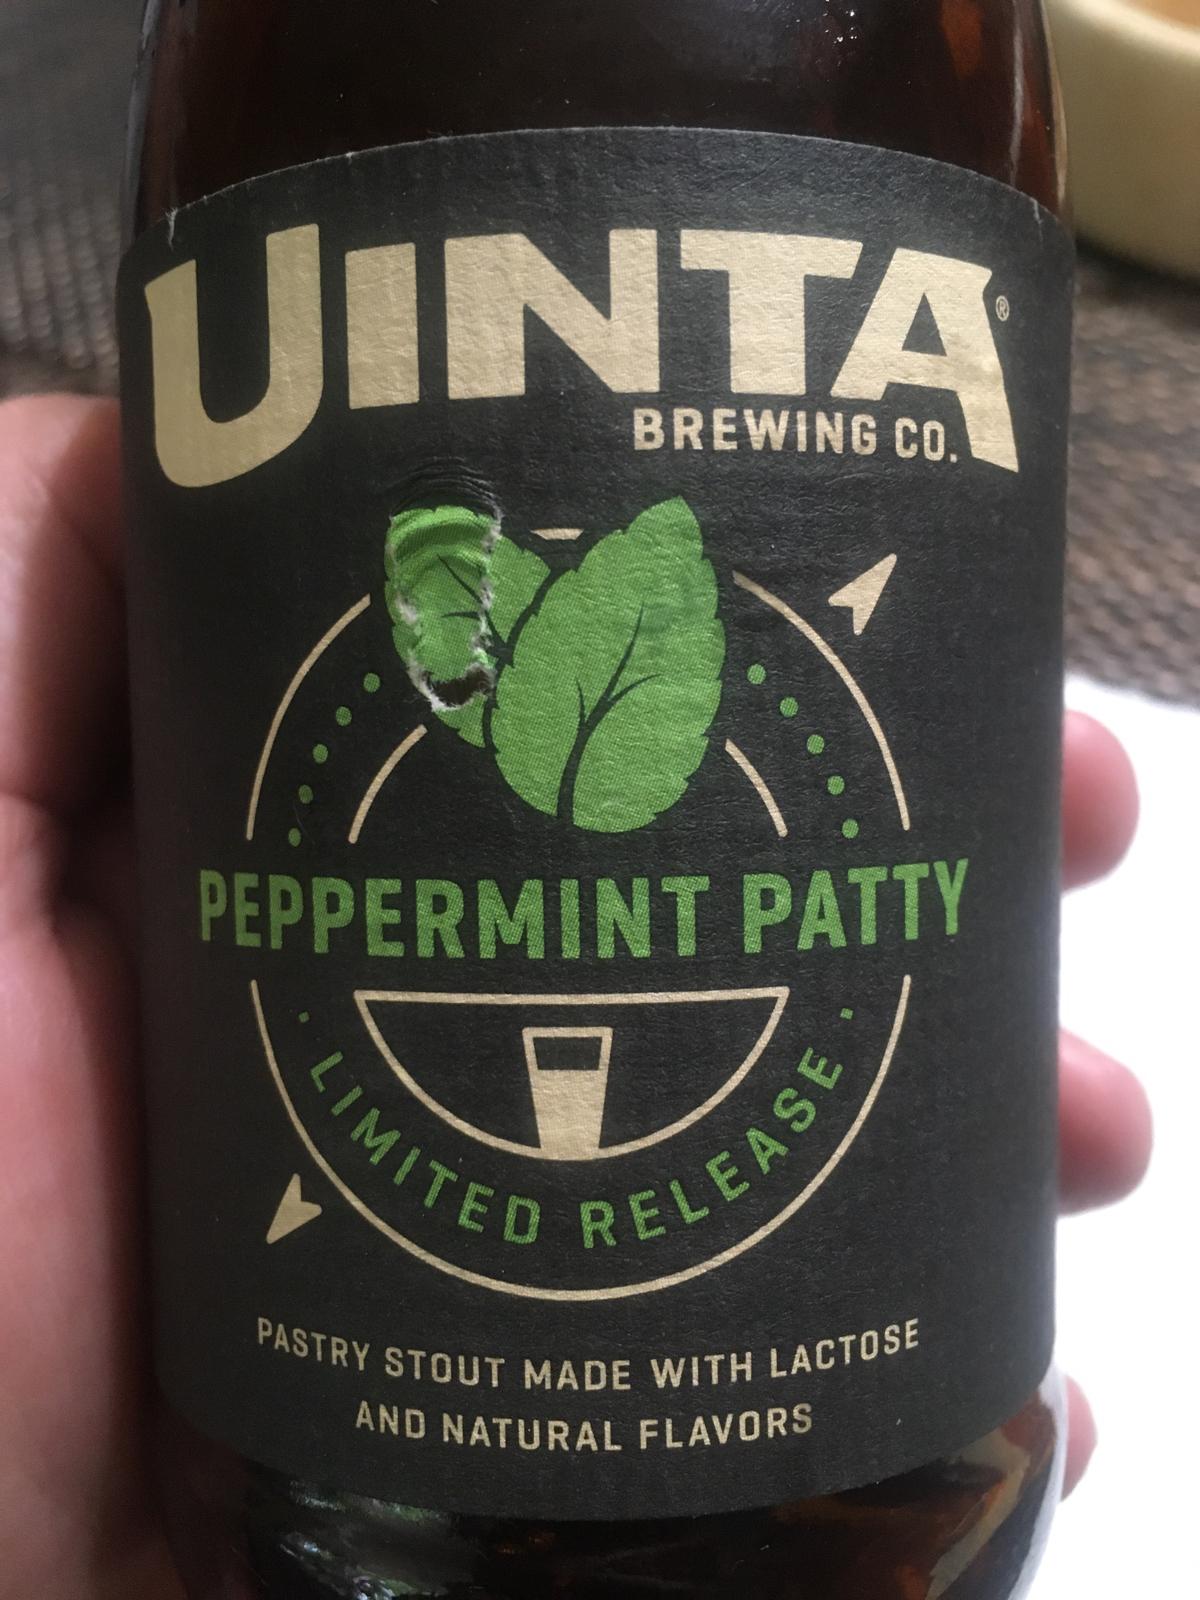 UINTA®
BREWING CO.
PEPPERMINT PATTY
· LIMITED RELEASE ·
PASTRY STOUT MADE WITH LACTOSE
AND NATURAL FLAVORS